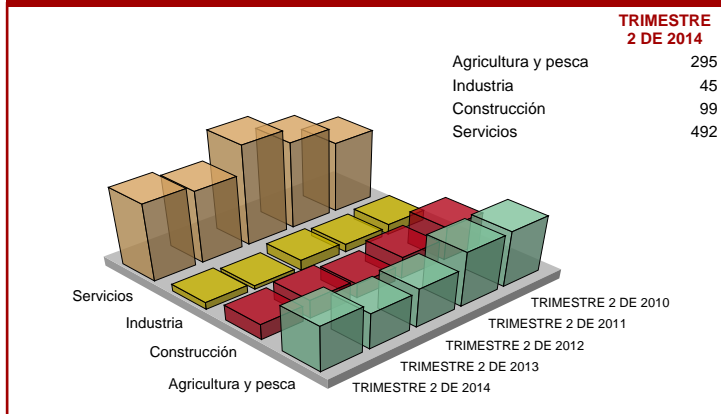 TRIMESTRE
2 DE 2014
Agricultura y pesca 295
Industria 45
Construcción 99
Servicios 492
Servicios
Industria
Construcción
Agricultura y pesca
TRIMESTRE 2 DE 2010
TRIMESTRE 2 DE 2011
TRIMESTRE 2 DE 2012
TRIMESTRE 2 DE 2013
TRIMESTRE 2 DE 2014